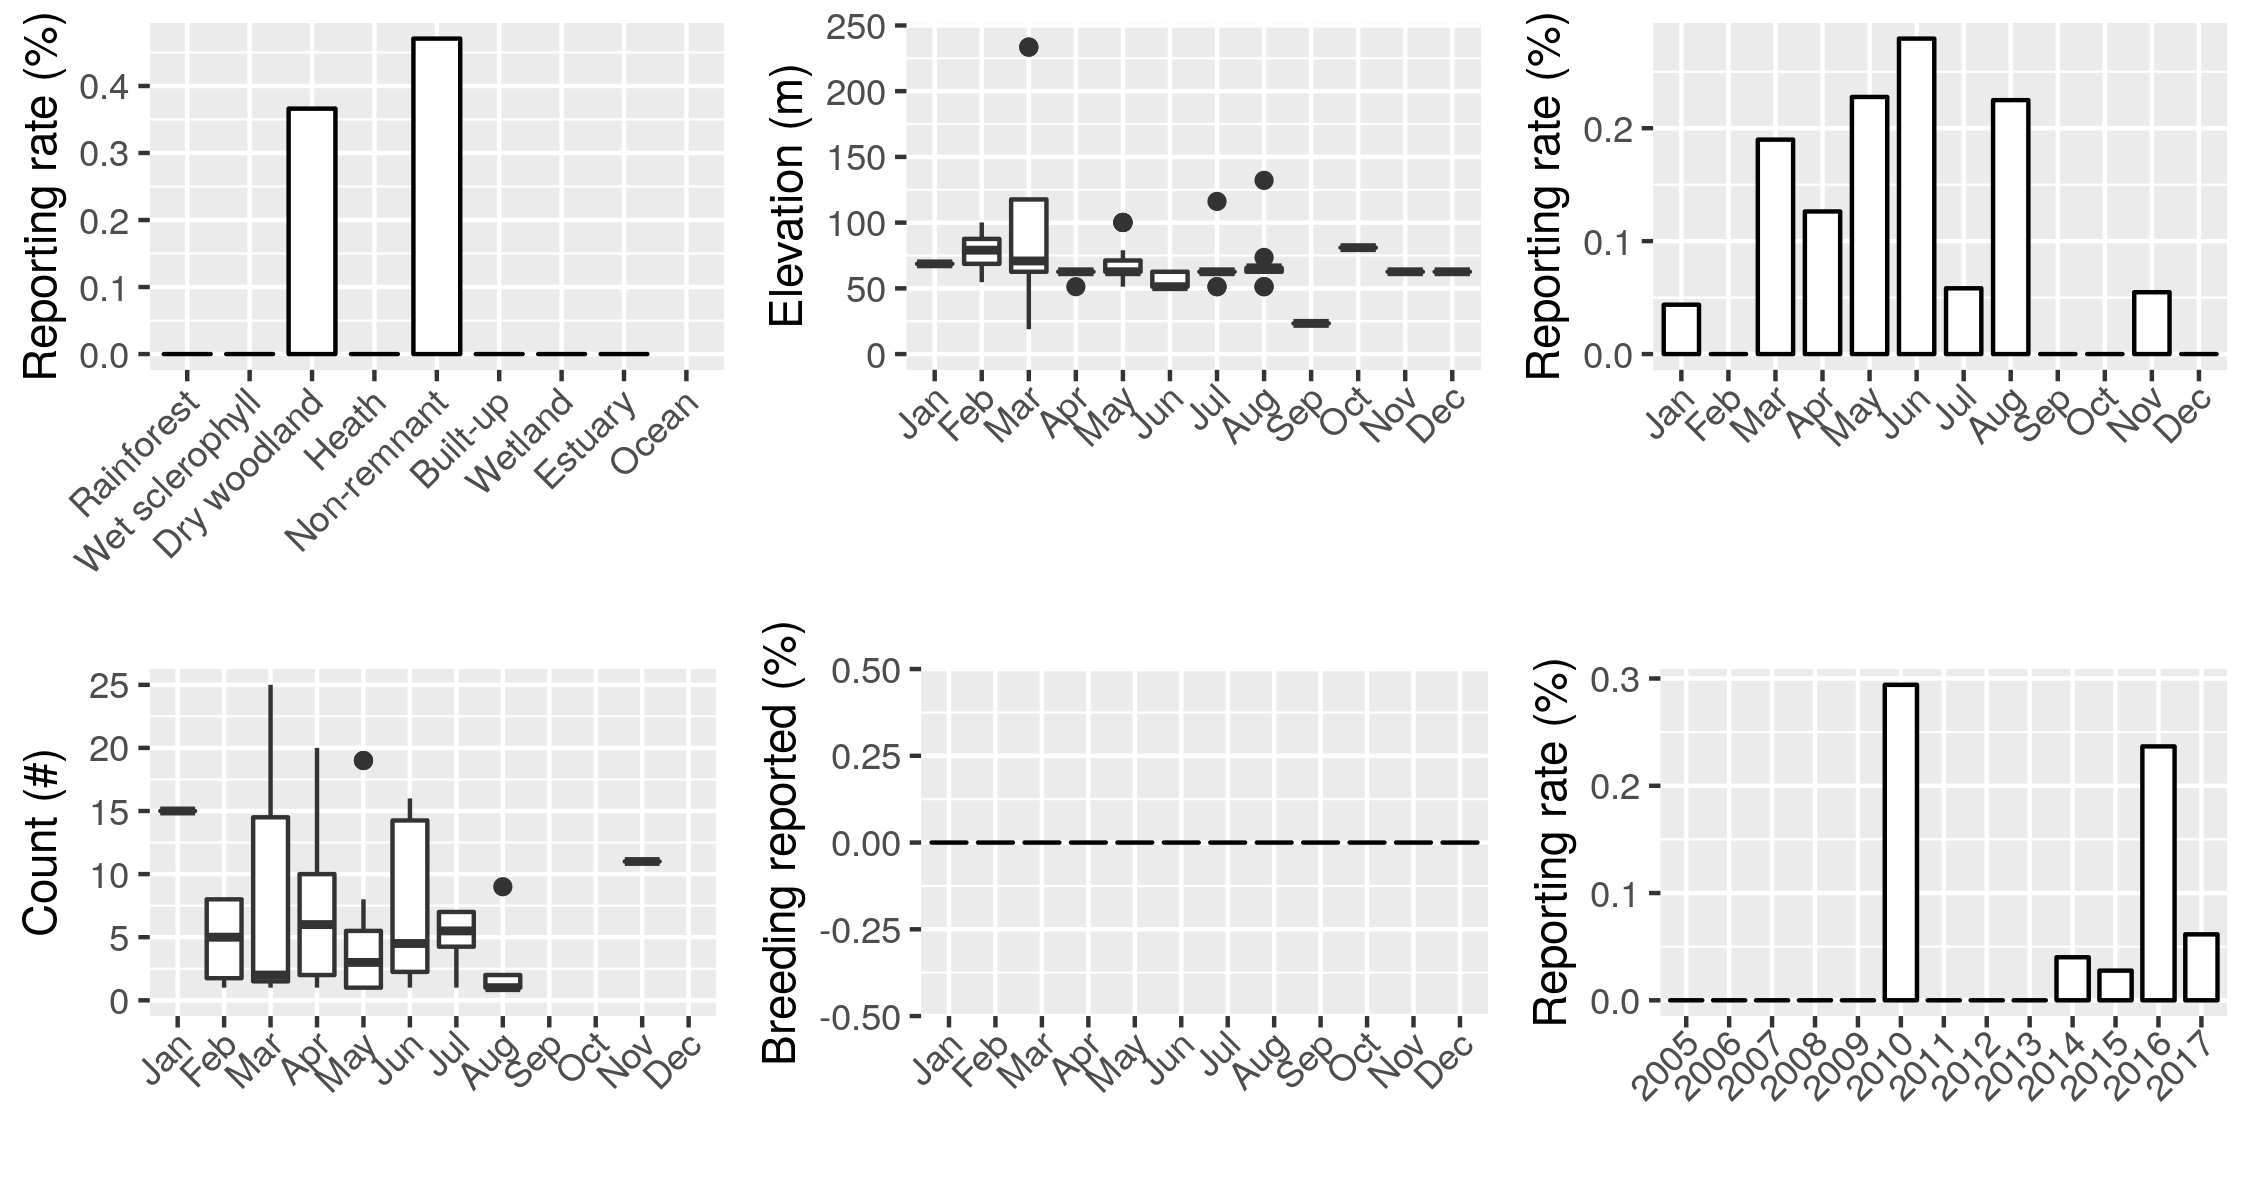 Reporting rate (%)
0.4
0.3
0.2
0.1
0.0
Rainforest
Wet sclerophyll
Dry woodland
Heath
Non-remnant
Built-up
Wetland
Estuary
Ocean
Elevation (m)
250
200
150
100
50
0
Jan
Feb
Mar
Apr
May
Jun
Jul
Aug
Sep
Oct
Nov
Dec
Reporting rate (%)
0.2
0.1
0.0
Jan
Feb
Mar
Apr
May
Jun
Jul
Aug
Sep
Oct
Nov
Dec
Count (#)
25
20
15
10
5
0
Jan
Feb
Mar
Apr
May
Jun
Jul
Aug
Sep
Oct
Nov
Dec
Breeding reported (%)
0.50
0.25
0.00
-0.25
-0.50
Jan
Feb
Mar
Apr
May
Jun
Jul
Aug
Sep
Oct
Nov
Dec
Reporting rate (%)
0.3
0.2
0.1
0.0
2005
2006
2007
2008
2009
2010
2011
2012
2013
2014
2015
2016
2017